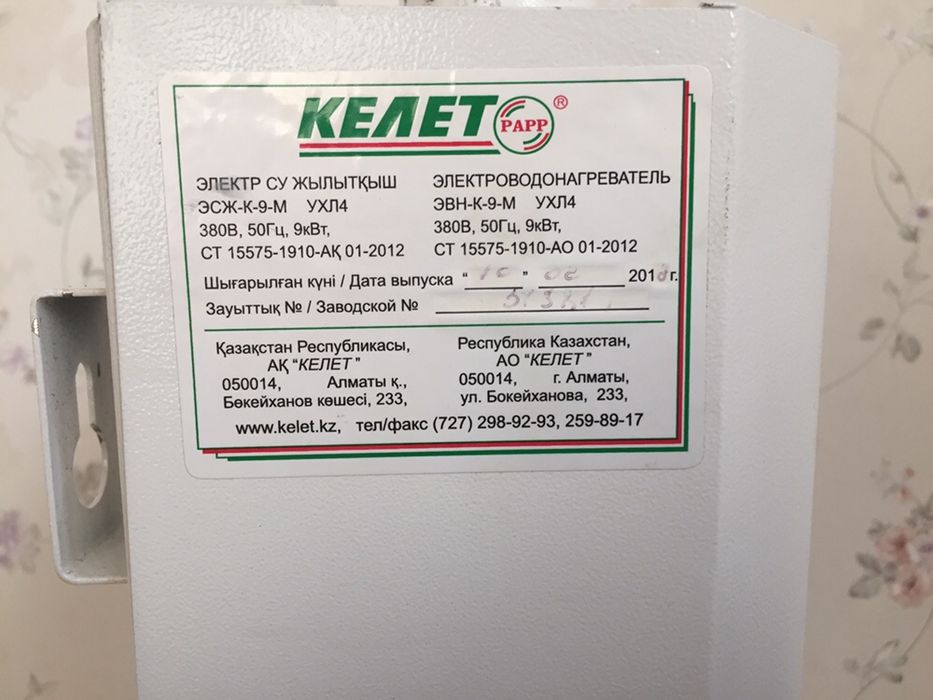 КЕЛЕТ PAPP ®
ЭЛЕКТР СУ ЖЫЛЫТҚЫШ
ЭСЖ-К-9-М УХЛ4
380В, 50Гц, 9кВт,
СТ 15575-1910-АҚ 01-2012
ЭЛЕКТРОВОДОНАГРЕВАТЕЛЬ
ЭВН-К-9-М УХЛ4
380В, 50Гц, 9кВт,
СТ 15575-1910-АО 01-2012
Шығарылған күні / Дата выпуска “ ” 201 г.
Зауыттық № / Заводской №
Қазақстан Республикасы,
АҚ “КЕЛЕТ”
050014, Алматы қ.,
Бөкейханов көшесі, 233,
Республика Казахстан,
АО “КЕЛЕТ”
050014, г. Алматы,
ул. Бокейханова, 233,
www.kelet.kz, тел/факс (727) 298-92-93, 259-89-17